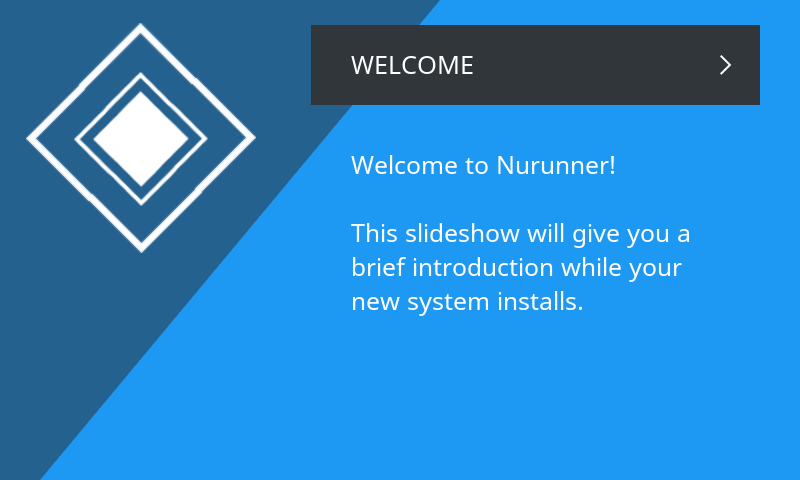 WELCOME
Welcome to Nurunner!
This slideshow will give you a
brief introduction while your
new system installs.